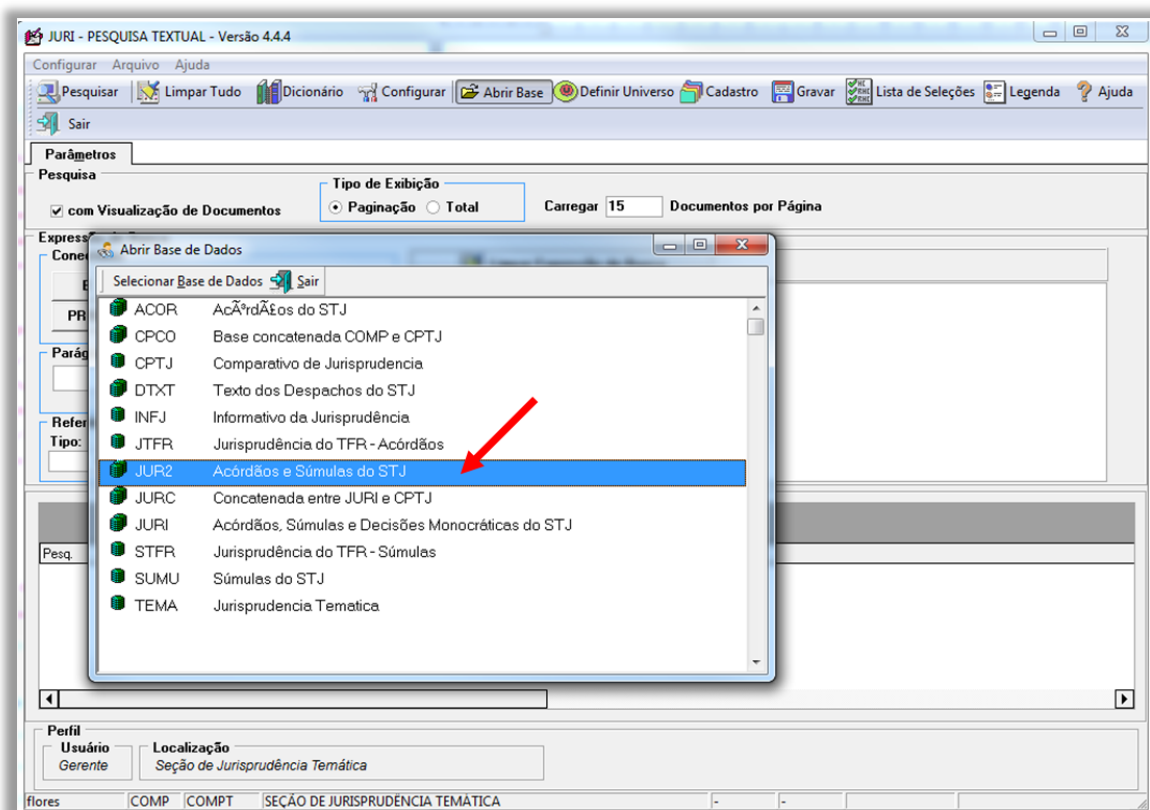 JURI - PESQUISA TEXTUAL - Versão 4.4.4
Configurar Arquivo Ajuda
Pesquisar Limpar Tudo Dicionário Configurar Abrir Base Definir Universo Cadastro Gravar Lista de Seleções Legenda Ajuda
Sair
Parâmetros
Pesquisa
Tipo de Exibição
com Visualização de Documentos Paginação Total Carregar 15 Documentos por Página
Abrir Base de Dados
Selecionar Base de Dados Sair
ACOR AcÃ³rdÃ£os do STJ
CPCO Base concatenada COMP e CPTJ
PR
CPTJ Comparativo de Jurisprudencia
DTXT Texto dos Despachos do STJ
INFJ Informativo da Jurisprudência
Tipo: JTFR Jurisprudência do TFR - Acórdãos
JUR2 Acórdãos e Súmulas do STJ
JURC Concatenada entre JURI e CPTJ
JURI Acórdãos, Súmulas e Decisões Monocráticas do STJ
Pesq. STFR Jurisprudência do TFR - Súmulas
SUMU Súmulas do STJ
TEMA Jurisprudencia Tematica
Perfil
Usuário Localização
Gerente Seção de Jurisprudência Temática
flores COMP COMPT SEÇÃO DE JURISPRUDÊNCIA TEMÁTICA - -